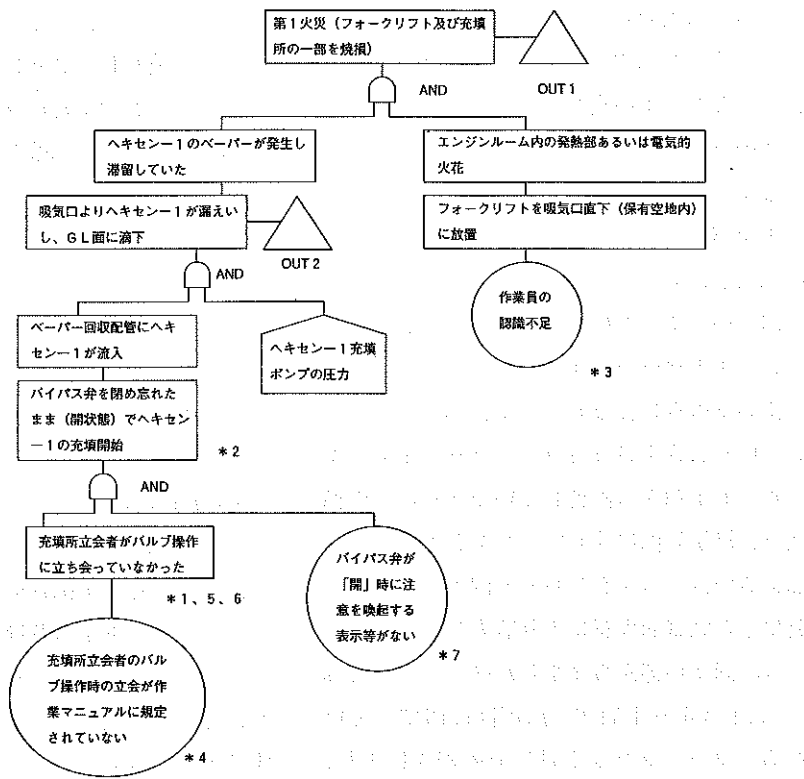 第1火災（フォークリフト及び充填
所の一部を焼損）
AND
OUT 1
ヘキセン－1のベーパーが発生し
滞留していた
エンジンルーム内の発熱部あるいは電気的
火花
吸気口よりヘキセン－1が漏えい
し、GL面に滴下
フォークリフトを吸気口直下（保有空地内）
に放置
OUT 2
AND
作業員の
認識不足
＊3
ベーパー回収配管にヘキ
セン－1が流入
ヘキセン－1充填
ポンプの圧力
バイパス弁を閉め忘れた
まま（開状態）でヘキセン
－1の充填開始
＊2
AND
充填所立会者がバルブ操作
に立ち会っていなかった
＊1、5、6
バイパス弁が
「開」時に注
意を喚起する
表示等がない
＊7
充填所立会者のバル
ブ操作時の立会が作
業マニュアルに規定
されていない
＊4